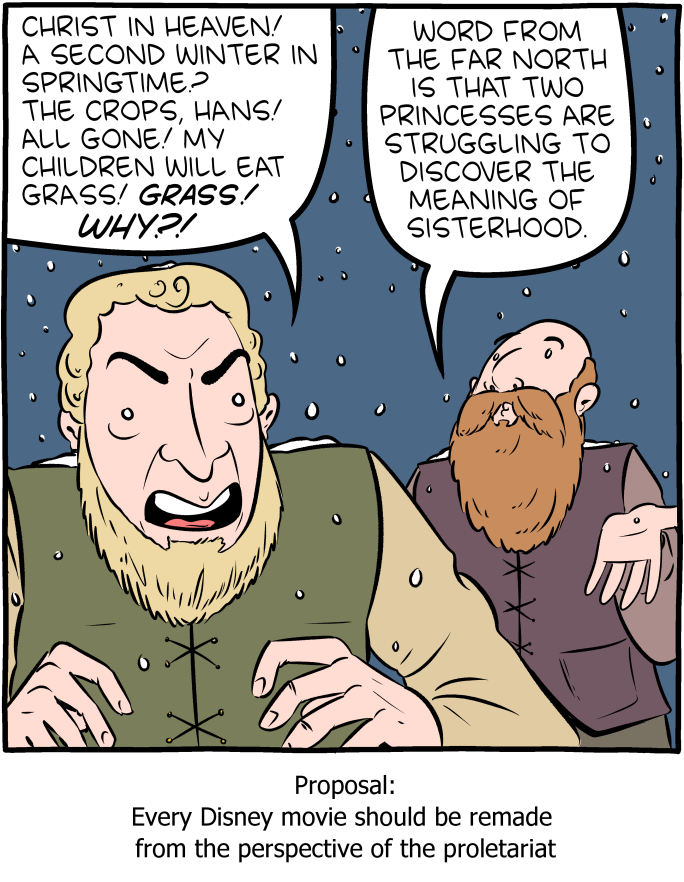 CHRIST IN HEAVEN!
A SECOND WINTER IN
SPRINGTIME?
THE CROPS, HANS!
ALL GONE! MY
CHILDREN WILL EAT
GRASS! GRASS!
WHY?!
WORD FROM
THE FAR NORTH
IS THAT TWO
PRINCESSES ARE
STRUGGLING TO
DISCOVER THE
MEANING OF
SISTERHOOD.
Proposal:
Every Disney movie should be remade
from the perspective of the proletariat